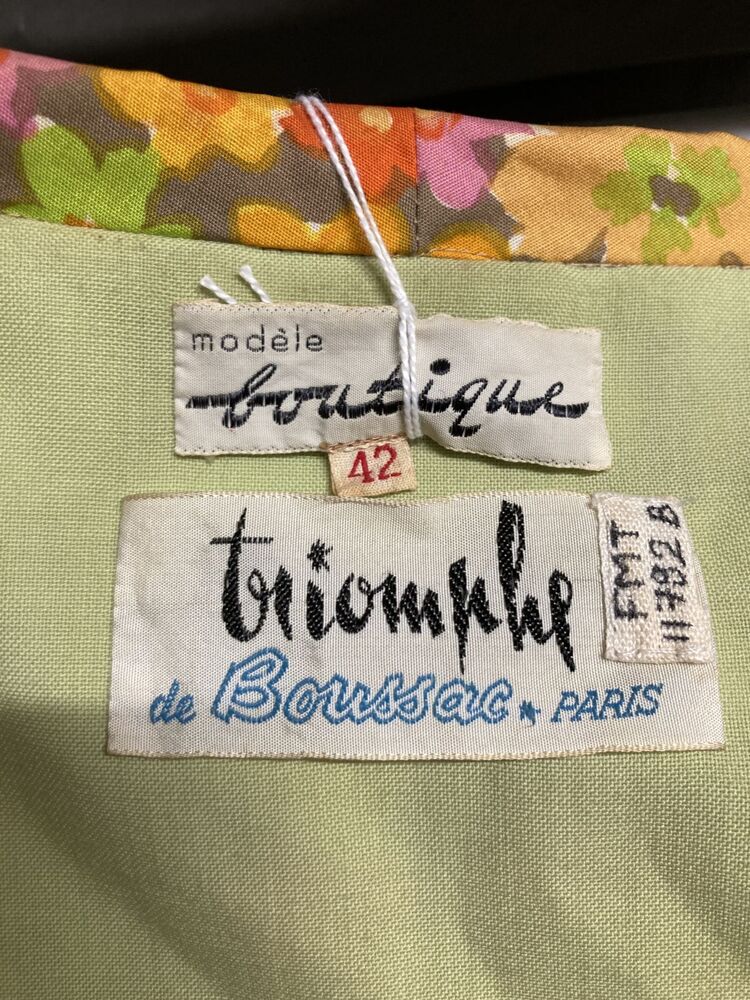 modèle
boutique
42
triomphe
de Boussac * PARIS
FMT
11782 B